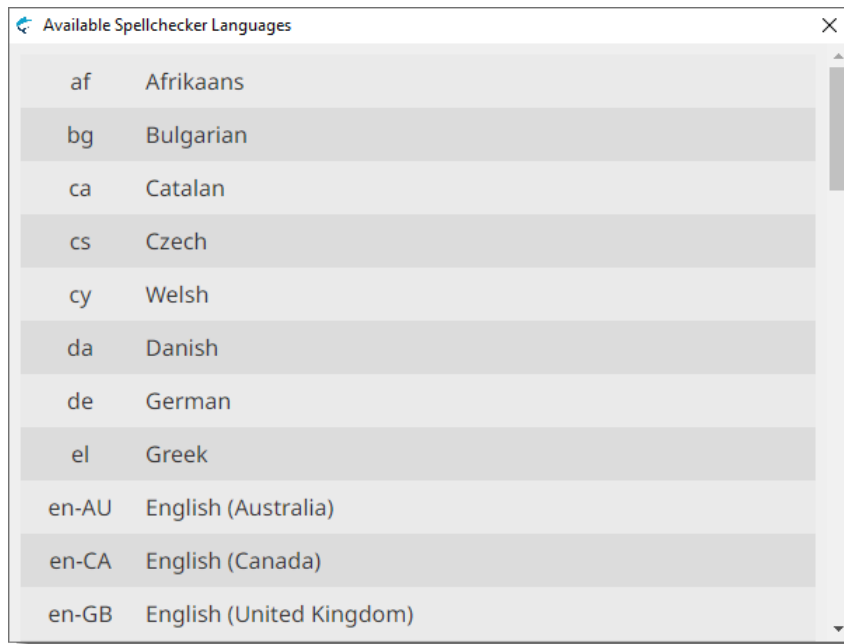 Available Spellchecker Languages
af Afrikaans
bg Bulgarian
ca Catalan
cs Czech
cy Welsh
da Danish
de German
el Greek
en-AU English (Australia)
en-CA English (Canada)
en-GB English (United Kingdom)